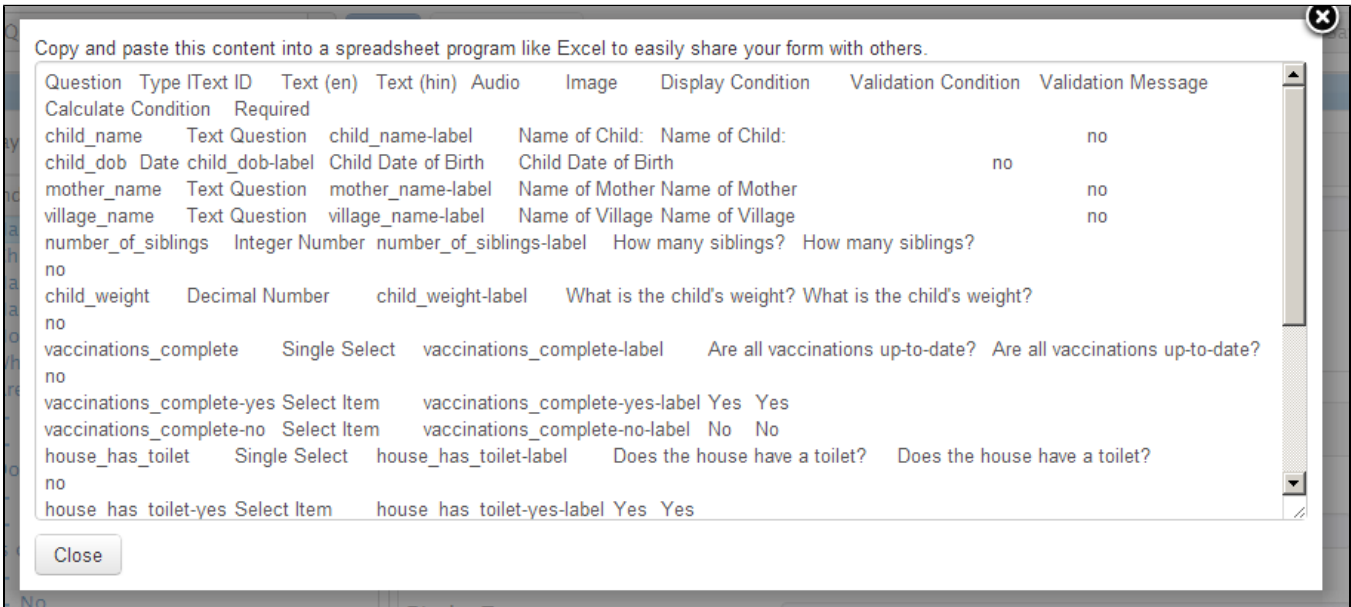 Copy and paste this content into a spreadsheet program like Excel to easily share your form with others.
Question Type IText ID Text (en) Text (hin) Audio Image Display Condition Validation Condition Validation Message
Calculate Condition Required
child_name Text Question child_name-label Name of Child: Name of Child: no
child_dob Date child_dob-label Child Date of Birth Child Date of Birth no
mother_name Text Question mother_name-label Name of Mother Name of Mother no
village_name Text Question village_name-label Name of Village Name of Village no
number_of_siblings Integer Number number_of_siblings-label How many siblings? How many siblings?
no
child_weight Decimal Number child_weight-label What is the child's weight? What is the child's weight?
no
vaccinations_complete Single Select vaccinations_complete-label Are all vaccinations up-to-date? Are all vaccinations up-to-date?
no
vaccinations_complete-yes Select Item vaccinations_complete-yes-label Yes Yes
vaccinations_complete-no Select Item vaccinations_complete-no-label No No
house_has_toilet Single Select house_has_toilet-label Does the house have a toilet? Does the house have a toilet?
no
house_has_toilet-yes Select Item house_has_toilet-yes-label Yes Yes
Close
No